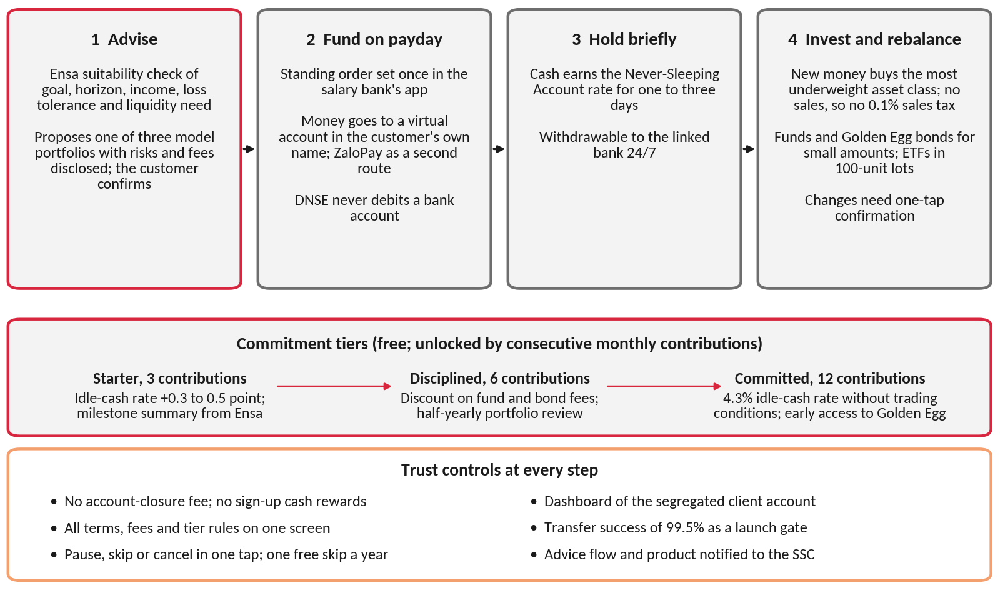 1 Advise
Ensa suitability check of
goal, horizon, income, loss
tolerance and liquidity need
Proposes one of three model
portfolios with risks and fees
disclosed; the customer
confirms
2 Fund on payday
Standing order set once in the
salary bank's app
Money goes to a virtual
account in the customer's own
name; ZaloPay as a second
route
DNSE never debits a bank
account
3 Hold briefly
Cash earns the Never-Sleeping
Account rate for one to three
days
Withdrawable to the linked
bank 24/7
4 Invest and rebalance
New money buys the most
underweight asset class; no
sales, so no 0.1% sales tax
Funds and Golden Egg bonds for
small amounts; ETFs in
100-unit lots
Changes need one-tap
confirmation
Commitment tiers (free; unlocked by consecutive monthly contributions)
Starter, 3 contributions
Idle-cash rate +0.3 to 0.5 point;
milestone summary from Ensa
Disciplined, 6 contributions
Discount on fund and bond fees;
half-yearly portfolio review
Committed, 12 contributions
4.3% idle-cash rate without trading
conditions; early access to Golden Egg
Trust controls at every step
• No account-closure fee; no sign-up cash rewards
• All terms, fees and tier rules on one screen
• Pause, skip or cancel in one tap; one free skip a year
• Dashboard of the segregated client account
• Transfer success of 99.5% as a launch gate
• Advice flow and product notified to the SSC